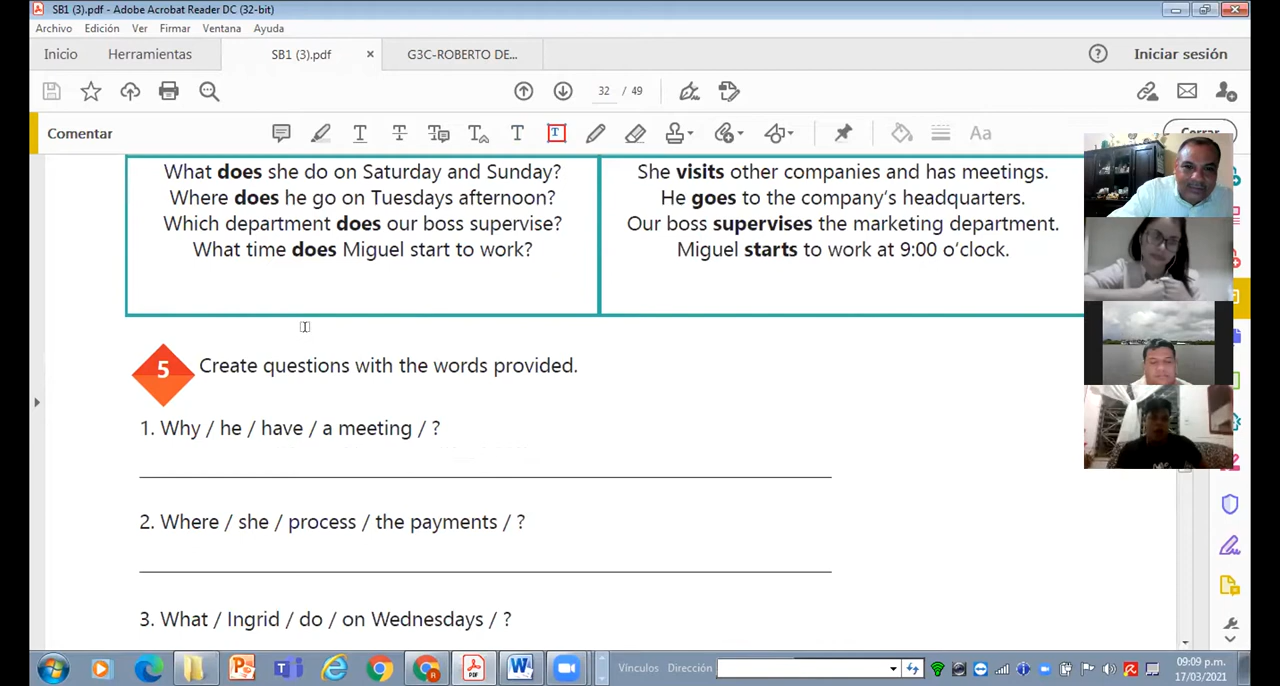 SB1 (3).pdf - Adobe Acrobat Reader DC (32-bit)
Archivo Edición Ver Firmar Ventana Ayuda
Inicio Herramientas SB1 (3).pdf × G3C-ROBERTO DE... ? Iniciar sesión
32 / 49
Comentar Aa Cerrar
What does she do on Saturday and Sunday? She visits other companies and has meetings.
Where does he go on Tuesdays afternoon? He goes to the company's headquarters.
Which department does our boss supervise? Our boss supervises the marketing department.
What time does Miguel start to work? Miguel starts to work at 9:00 o'clock.
5 Create questions with the words provided.
1. Why / he / have / a meeting / ?
2. Where / she / process / the payments / ?
3. What / Ingrid / do / on Wednesdays / ?
Vínculos Dirección 09:09 p.m.
17/03/2021